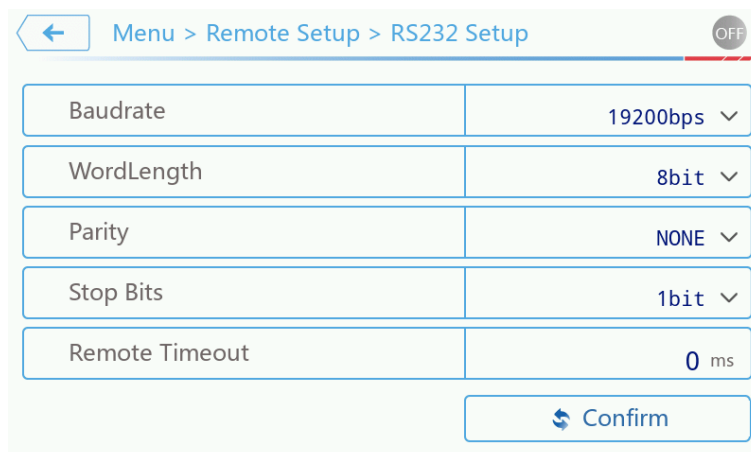 Menu > Remote Setup > RS232 Setup
OFF
Baudrate 19200bps
WordLength 8bit
Parity NONE
Stop Bits 1bit
Remote Timeout 0 ms
Confirm